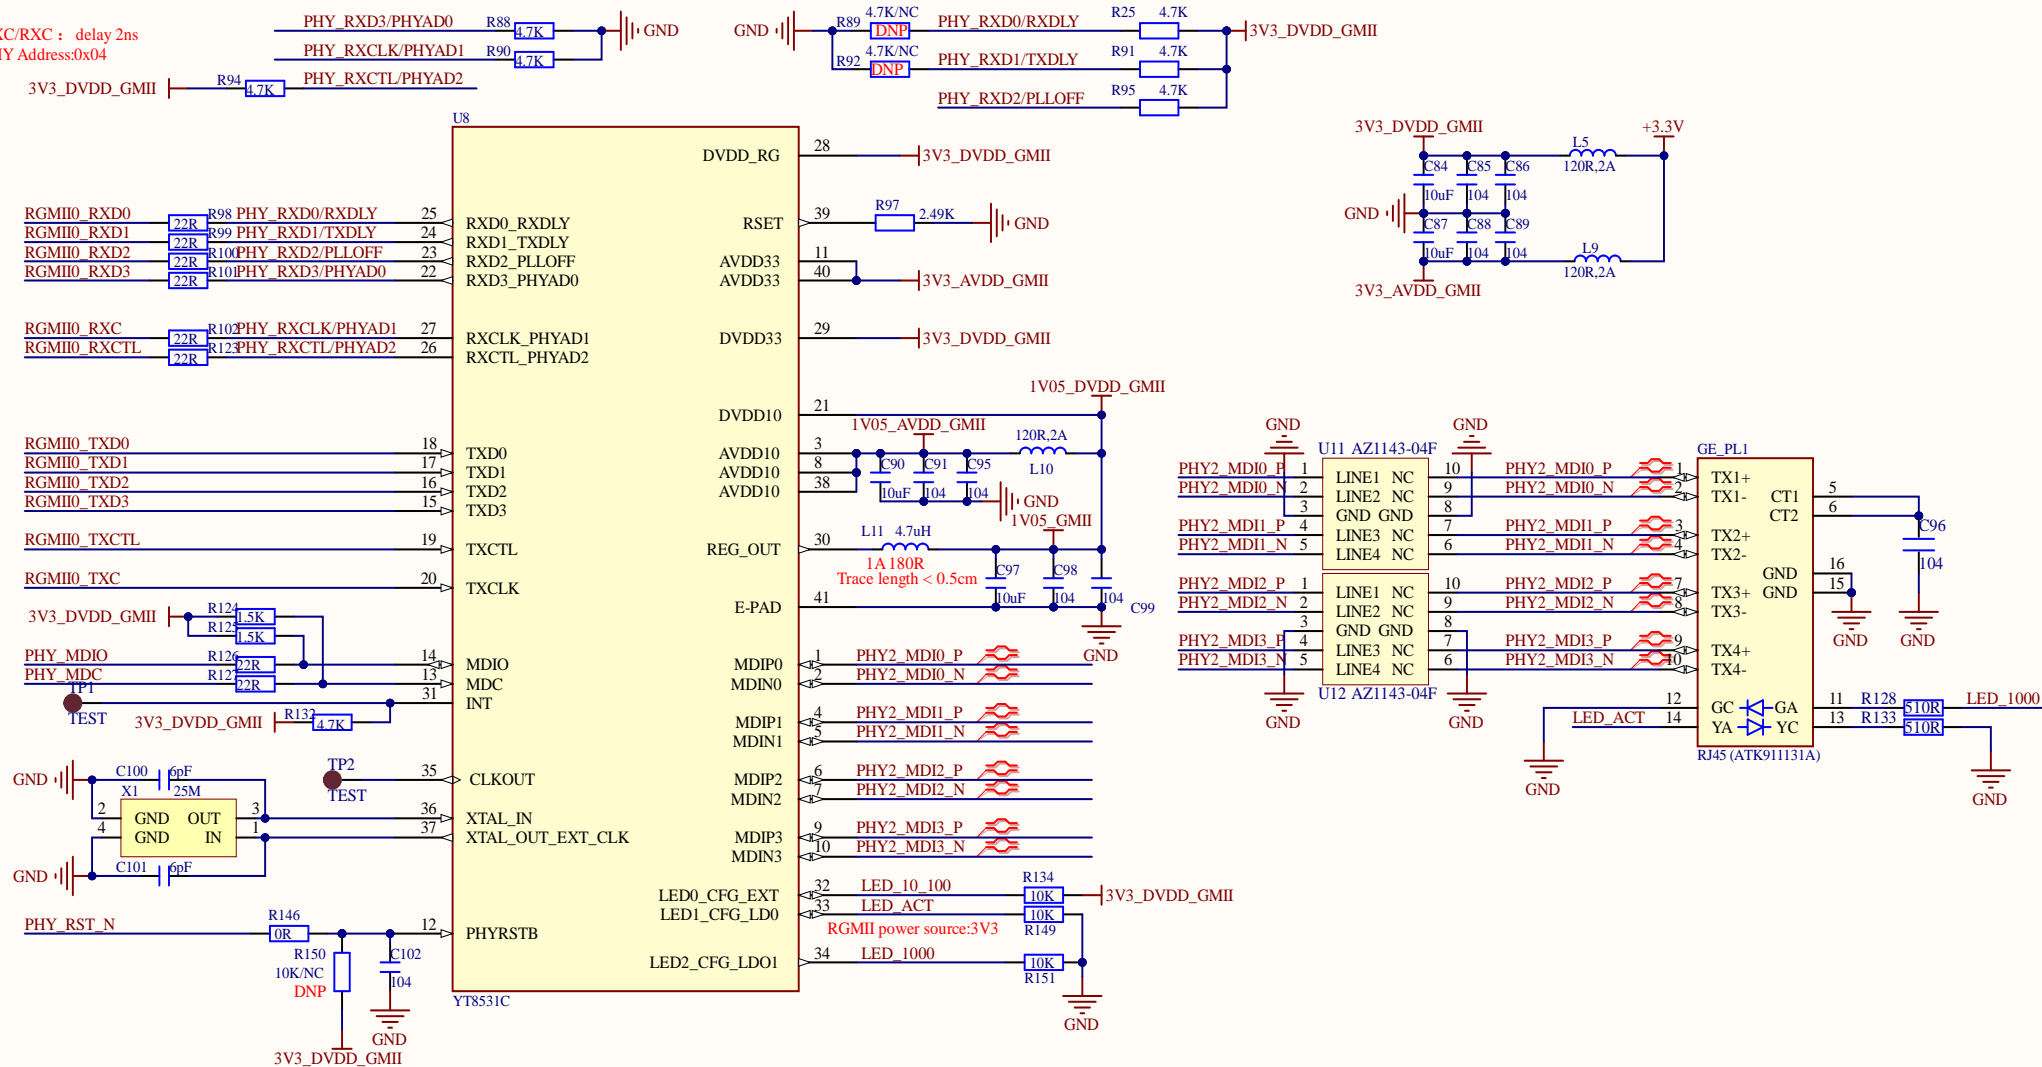 XC/RXC： delay 2ns
Y Address:0x04
PHY_RXD3/PHYAD0 R88 4.7K GND
PHY_RXCLK/PHYAD1 R90 4.7K
3V3_DVDD_GMII R94 4.7K PHY_RXCTL/PHYAD2
GND R89 4.7K/NC DNP PHY_RXD0/RXDLY R25 4.7K 3V3_DVDD_GMII
R92 4.7K/NC DNP PHY_RXD1/TXDLY R91 4.7K
PHY_RXD2/PLLOFF R95 4.7K
U8
DVDD_RG 28 3V3_DVDD_GMII
RGMII0_RXD0 22R R98 PHY_RXD0/RXDLY 25 RXD0_RXDLY
RGMII0_RXD1 22R R99 PHY_RXD1/TXDLY 24 RXD1_TXDLY
RGMII0_RXD2 22R R100 PHY_RXD2/PLLOFF 23 RXD2_PLLOFF
RGMII0_RXD3 22R R101 PHY_RXD3/PHYAD0 22 RXD3_PHYAD0
RGMII0_RXC 22R R102 PHY_RXCLK/PHYAD1 27 RXCLK_PHYAD1
RGMII0_RXCTL 22R R123 PHY_RXCTL/PHYAD2 26 RXCTL_PHYAD2
RGMII0_TXD0 18 TXD0
RGMII0_TXD1 17 TXD1
RGMII0_TXD2 16 TXD2
RGMII0_TXD3 15 TXD3
RGMII0_TXCTL 19 TXCTL
RGMII0_TXC 20 TXCLK
3V3_DVDD_GMII R124 1.5K
R125 1.5K
PHY_MDIO R126 22R 14 MDIO
PHY_MDC R127 22R 13 MDC
TP1 TEST 31 INT
3V3_DVDD_GMII R132 4.7K
TP2 TEST 35 CLKOUT
GND C100 6pF
X1 25M
2 GND OUT 3 36 XTAL_IN
4 GND IN 1 37 XTAL_OUT_EXT_CLK
GND C101 6pF
PHY_RST_N R146 0R 12 PHYRSTB
R150 10K/NC DNP
C102 104
GND
3V3_DVDD_GMII
YT8531C
RSET 39 R97 2.49K GND
AVDD33 11
AVDD33 40 3V3_AVDD_GMII
DVDD33 29 3V3_DVDD_GMII
1V05_DVDD_GMII
DVDD10 21
1V05_AVDD_GMII 120R,2A L10
AVDD10 3
AVDD10 8
AVDD10 38
C90 C91 C95
10uF 104 104 GND
1V05_GMII
REG_OUT 30 L11 4.7uH
1A 180R
Trace length < 0.5cm
C97 C98
10uF 104 104 C99
E-PAD 41
GND
MDIP0 1 PHY2_MDI0_P
MDIN0 2 PHY2_MDI0_N
MDIP1 4 PHY2_MDI1_P
MDIN1 5 PHY2_MDI1_N
MDIP2 6 PHY2_MDI2_P
MDIN2 7 PHY2_MDI2_N
MDIP3 9 PHY2_MDI3_P
MDIN3 10 PHY2_MDI3_N
LED0_CFG_EXT 32 LED_10_100 R134 10K 3V3_DVDD_GMII
LED1_CFG_LD0 33 LED_ACT 10K R149
RGMII power source:3V3
LED2_CFG_LDO1 34 LED_1000 10K R151
GND
3V3_DVDD_GMII +3.3V
L5 120R,2A
C84 C85 C86
10uF 104 104
GND
C87 C88 C89
10uF 104 104
L9 120R,2A
3V3_AVDD_GMII
GND GND
U11 AZ1143-04F
PHY2_MDI0_P 1 LINE1 NC 10 PHY2_MDI0_P 1 TX1+
PHY2_MDI0_N 2 LINE2 NC 9 PHY2_MDI0_N 2 TX1-
3 GND GND 8
PHY2_MDI1_P 4 LINE3 NC 7 PHY2_MDI1_P 3 TX2+
PHY2_MDI1_N 5 LINE4 NC 6 PHY2_MDI1_N 4 TX2-
PHY2_MDI2_P 1 LINE1 NC 10 PHY2_MDI2_P 7 TX3+
PHY2_MDI2_N 2 LINE2 NC 9 PHY2_MDI2_N 8 TX3-
3 GND GND 8
PHY2_MDI3_P 4 LINE3 NC 7 PHY2_MDI3_P 9 TX4+
PHY2_MDI3_N 5 LINE4 NC 6 PHY2_MDI3_N 10 TX4-
U12 AZ1143-04F
GND GND
GE_PL1
CT1 5
CT2 6
C96 104
GND 16
GND 15
GND GND
12 GC GA 11 R128 510R LED_1000
LED_ACT 14 YA YC 13 R133 510R
RJ45 (ATK911131A)
GND GND